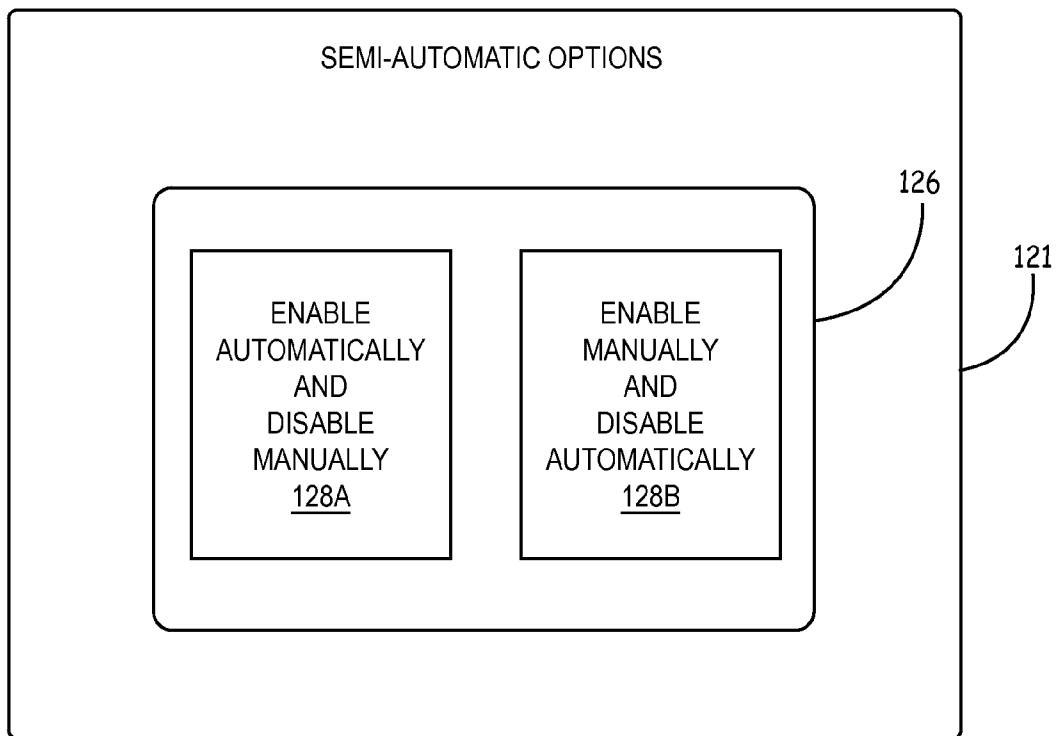 SEMI-AUTOMATIC OPTIONS
126
121
ENABLE
AUTOMATICALLY
AND
DISABLE
MANUALLY
128A
ENABLE
MANUALLY
AND
DISABLE
AUTOMATICALLY
128B